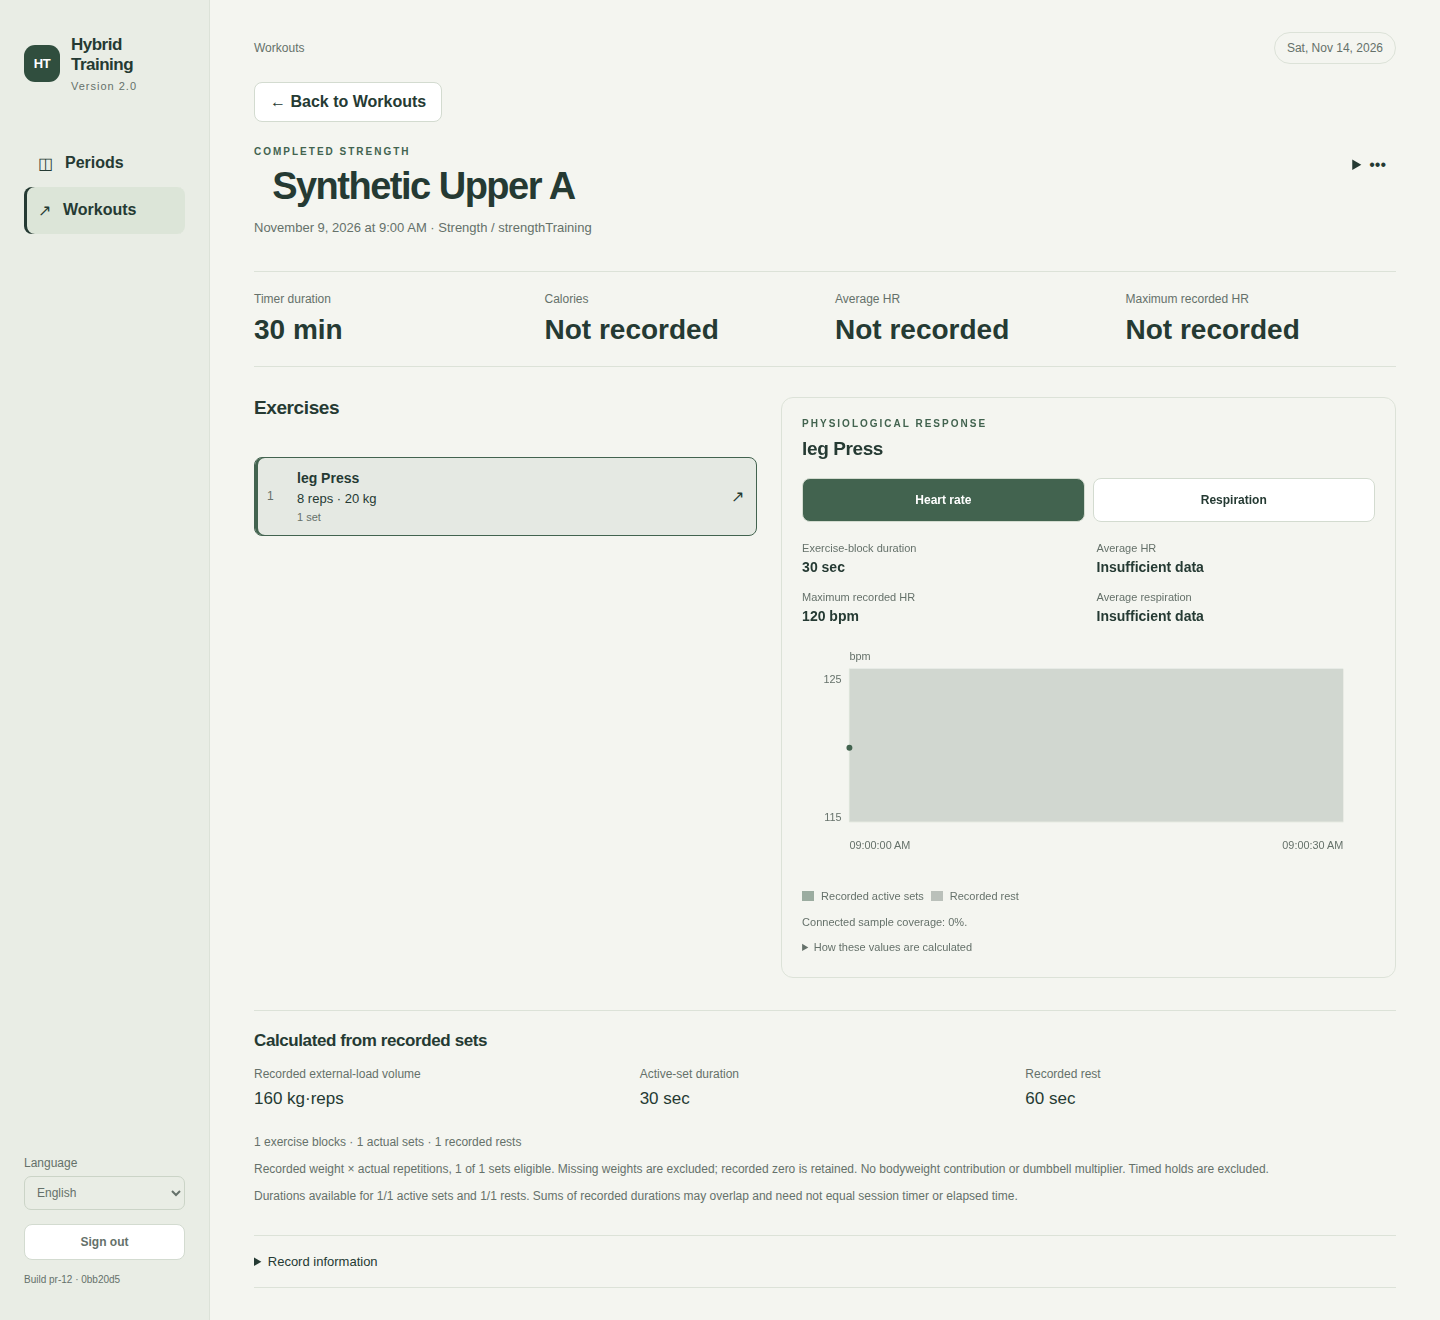 HT
Hybrid
Training
Version 2.0
Periods
Workouts
Language
English
Sign out
Build pr-12 · 0bb20d5
Workouts
Sat, Nov 14, 2026
← Back to Workouts
COMPLETED STRENGTH
Synthetic Upper A
November 9, 2026 at 9:00 AM · Strength / strengthTraining
Timer duration
30 min
Calories
Not recorded
Average HR
Not recorded
Maximum recorded HR
Not recorded
Exercises
1
leg Press
8 reps · 20 kg
1 set
PHYSIOLOGICAL RESPONSE
leg Press
Heart rate
Respiration
Exercise-block duration
30 sec
Average HR
Insufficient data
Maximum recorded HR
120 bpm
Average respiration
Insufficient data
bpm
125
115
09:00:00 AM
09:00:30 AM
Recorded active sets
Recorded rest
Connected sample coverage: 0%.
How these values are calculated
Calculated from recorded sets
Recorded external-load volume
160 kg·reps
Active-set duration
30 sec
Recorded rest
60 sec
1 exercise blocks · 1 actual sets · 1 recorded rests
Recorded weight × actual repetitions, 1 of 1 sets eligible. Missing weights are excluded; recorded zero is retained. No bodyweight contribution or dumbbell multiplier. Timed holds are excluded.
Durations available for 1/1 active sets and 1/1 rests. Sums of recorded durations may overlap and need not equal session timer or elapsed time.
Record information